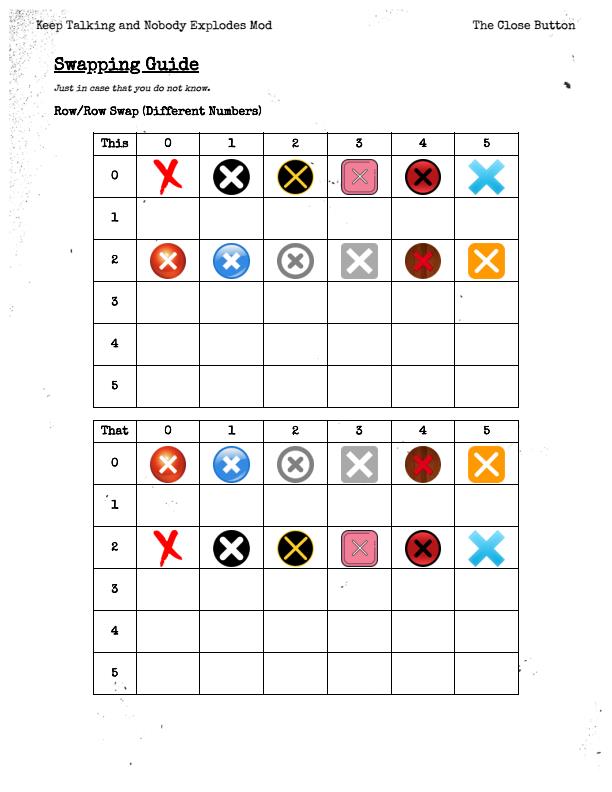 Keep Talking and Nobody Explodes Mod The Close Button
Swapping Guide
Just in case that you do not know.
Row/Row Swap (Different Numbers)
This 0 1 2 3 4 5
0
1
2
3
4
5
That 0 1 2 3 4 5
0
1
2
3
4
5